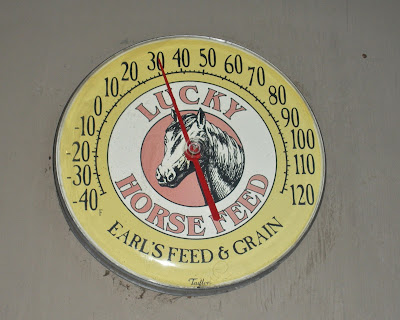 -40 -30 -20 -10 0 10 20 30 40 50 60 70 80 90 100 110 120
F
LUCKY
HORSE FEED
EARL'S FEED & GRAIN
Taylor